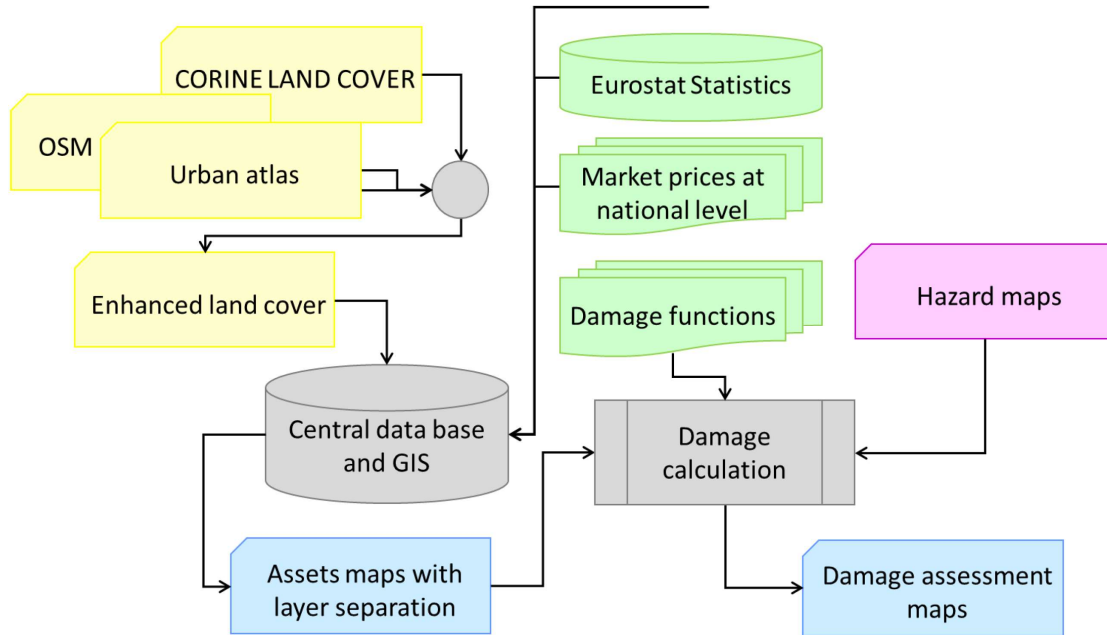 CORINE LAND COVER
OSM
Urban atlas
Enhanced land cover
Eurostat Statistics
Market prices at
national level
Damage functions
Hazard maps
Central data base
and GIS
Damage
calculation
Assets maps with
layer separation
Damage assessment
maps